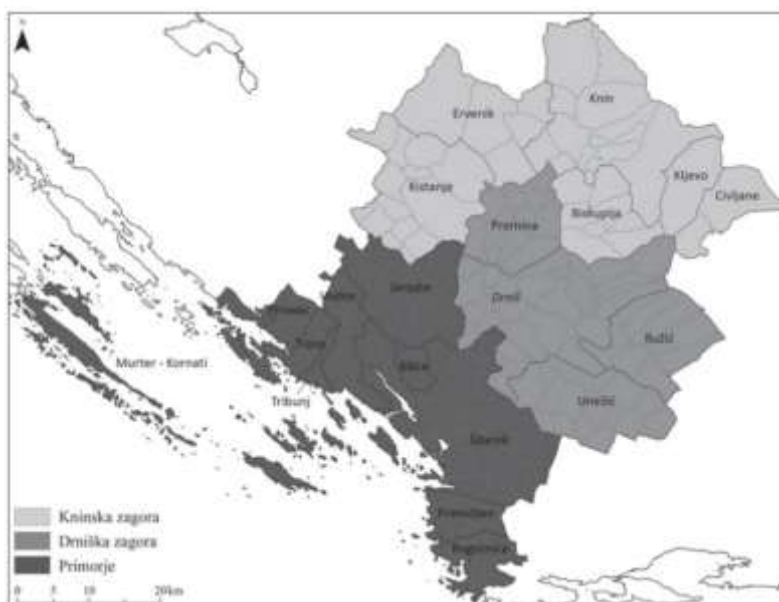 N
Knin
Ervenik
Kijevo
Kistanje
Civljane
Biskupija
Promina
Drniš
Ružić
Murter - Kornati
Unešić
Tribunj
Šibenik
Primošten
Rogoznica
Kninska zagora
Drniška zagora
Primorje
0 5 10 20km